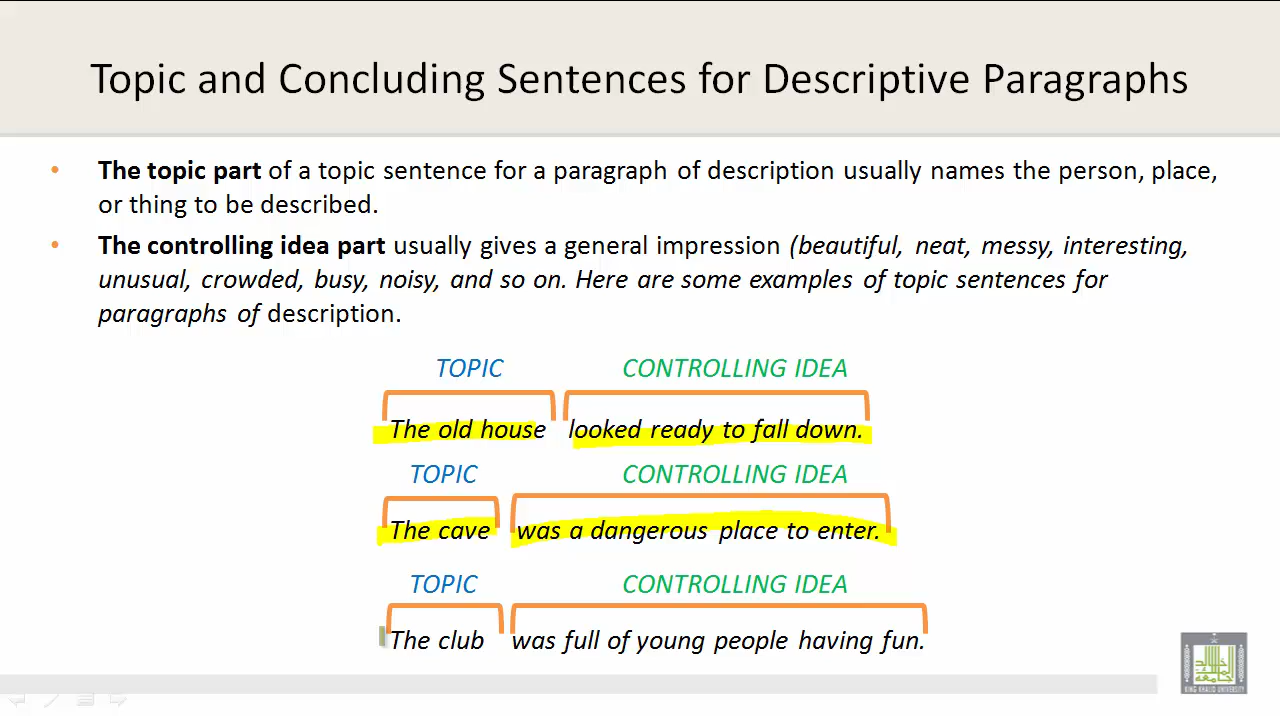 Topic and Concluding Sentences for Descriptive Paragraphs
• The topic part of a topic sentence for a paragraph of description usually names the person, place,
or thing to be described.
• The controlling idea part usually gives a general impression (beautiful, neat, messy, interesting,
unusual, crowded, busy, noisy, and so on. Here are some examples of topic sentences for
paragraphs of description.
TOPIC CONTROLLING IDEA
The old house looked ready to fall down.
TOPIC CONTROLLING IDEA
The cave was a dangerous place to enter.
TOPIC CONTROLLING IDEA
The club was full of young people having fun.
KING KHALID UNIVERSITY